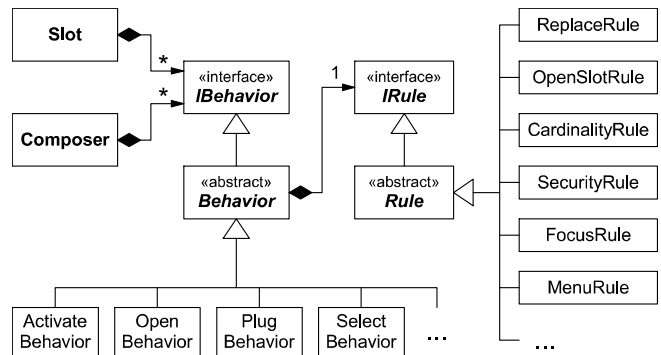 Slot
Composer
*
*
«interface»
IBehavior
1
«interface»
IRule
«abstract»
Behavior
«abstract»
Rule
ReplaceRule
OpenSlotRule
CardinalityRule
SecurityRule
FocusRule
MenuRule
...
Activate
Behavior
Open
Behavior
Plug
Behavior
Select
Behavior
...